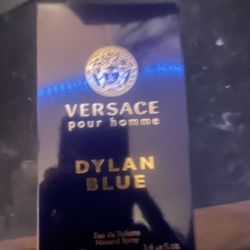 VERSACE
pour homme
DYLAN
BLUE
Eau de Toilette
Natural Spray